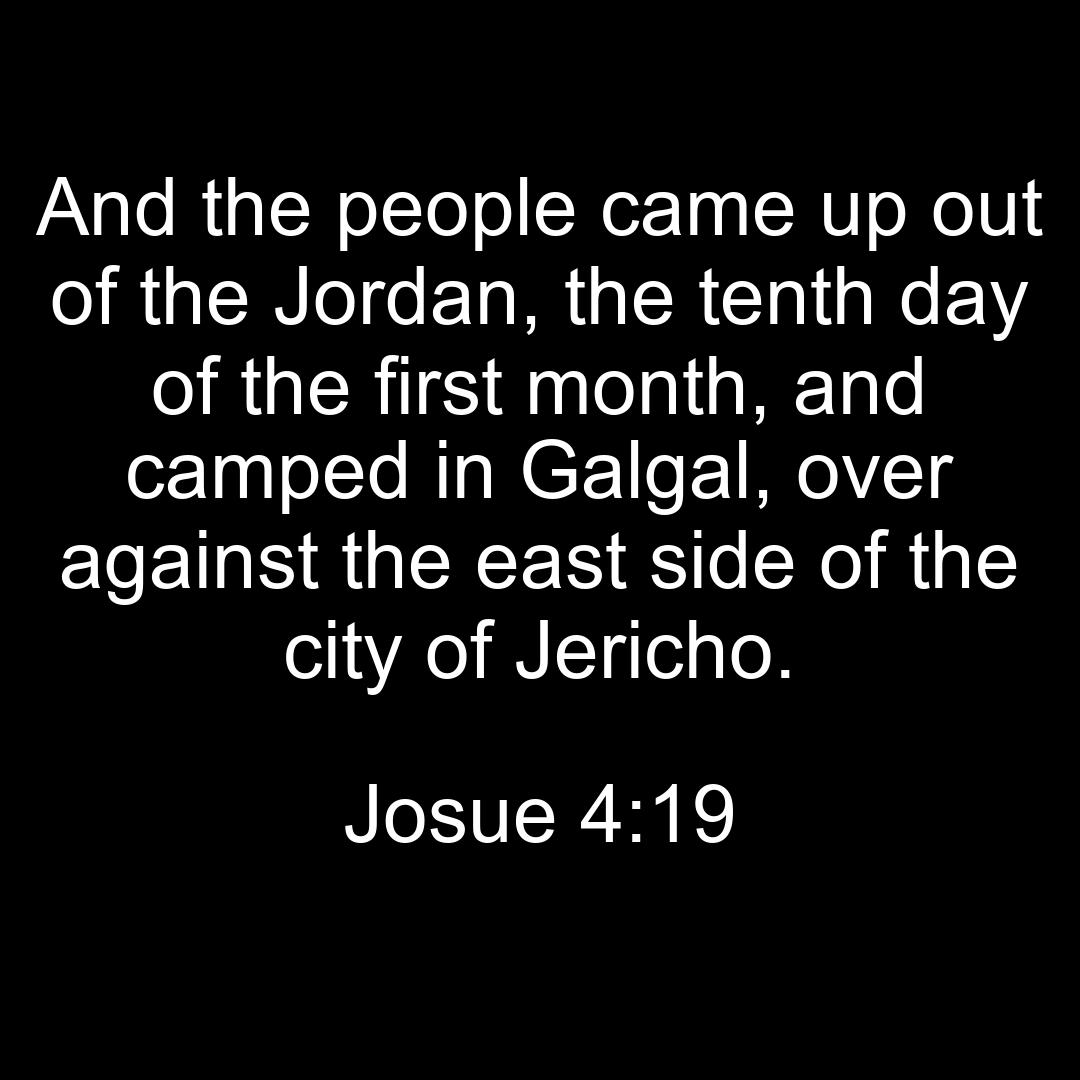 And the people came up out
of the Jordan, the tenth day
of the first month, and
camped in Galgal, over
against the east side of the
city of Jericho.
Josue 4:19